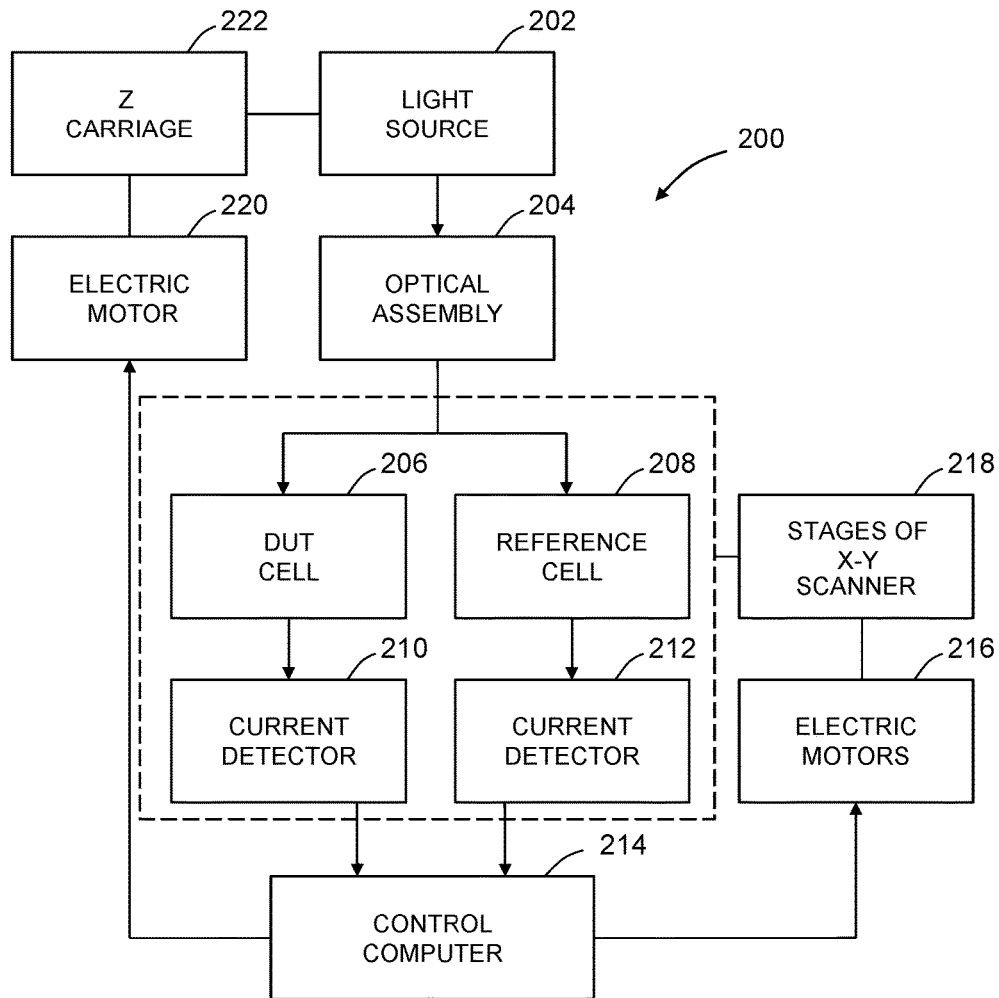 222
202
Z
CARRIAGE
LIGHT
SOURCE
200
220
204
ELECTRIC
MOTOR
OPTICAL
ASSEMBLY
206
208
218
DUT
CELL
REFERENCE
CELL
STAGES OF
X-Y
SCANNER
210
212
216
CURRENT
DETECTOR
CURRENT
DETECTOR
ELECTRIC
MOTORS
214
CONTROL
COMPUTER